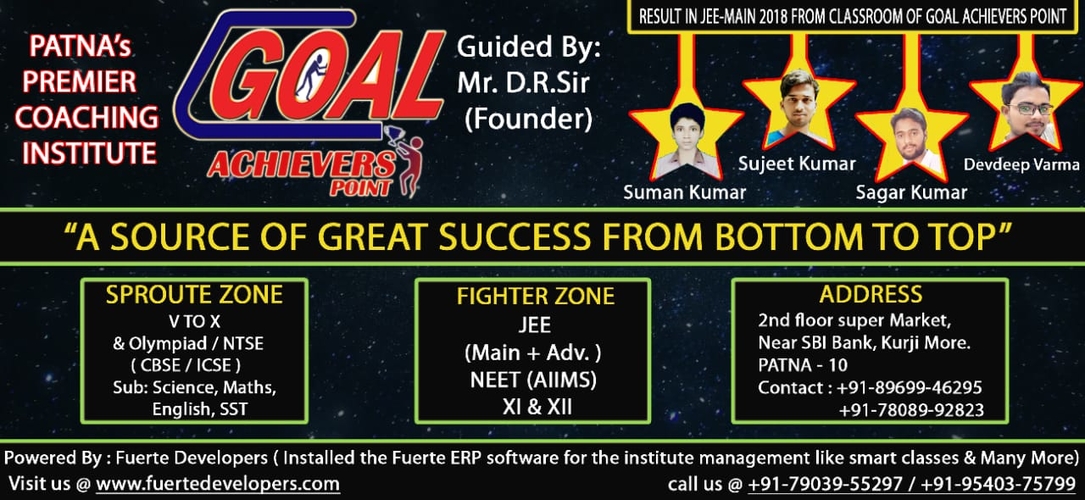 PATNA's
PREMIER
COACHING
INSTITUTE
GOAL
ACHIEVERS
POINT
Guided By:
Mr. D.R.Sir
(Founder)
RESULT IN JEE-MAIN 2018 FROM CLASSROOM OF GOAL ACHIEVERS POINT
Suman Kumar
Sujeet Kumar
Sagar Kumar
Devdeep Varma
“A SOURCE OF GREAT SUCCESS FROM BOTTOM TO TOP”
SPROUTE ZONE
V TO X
& Olympiad / NTSE
( CBSE / ICSE )
Sub: Science, Maths,
English, SST
FIGHTER ZONE
JEE
(Main + Adv. )
NEET (AIIMS)
XI & XII
ADDRESS
2nd floor super Market,
Near SBI Bank, Kurji More.
PATNA - 10
Contact : +91-89699-46295
+91-78089-92823
Powered By : Fuerte Developers ( Installed the Fuerte ERP software for the institute management like smart classes & Many More)
Visit us @ www.fuertedevelopers.com
call us @ +91-79039-55297 / +91-95403-75799